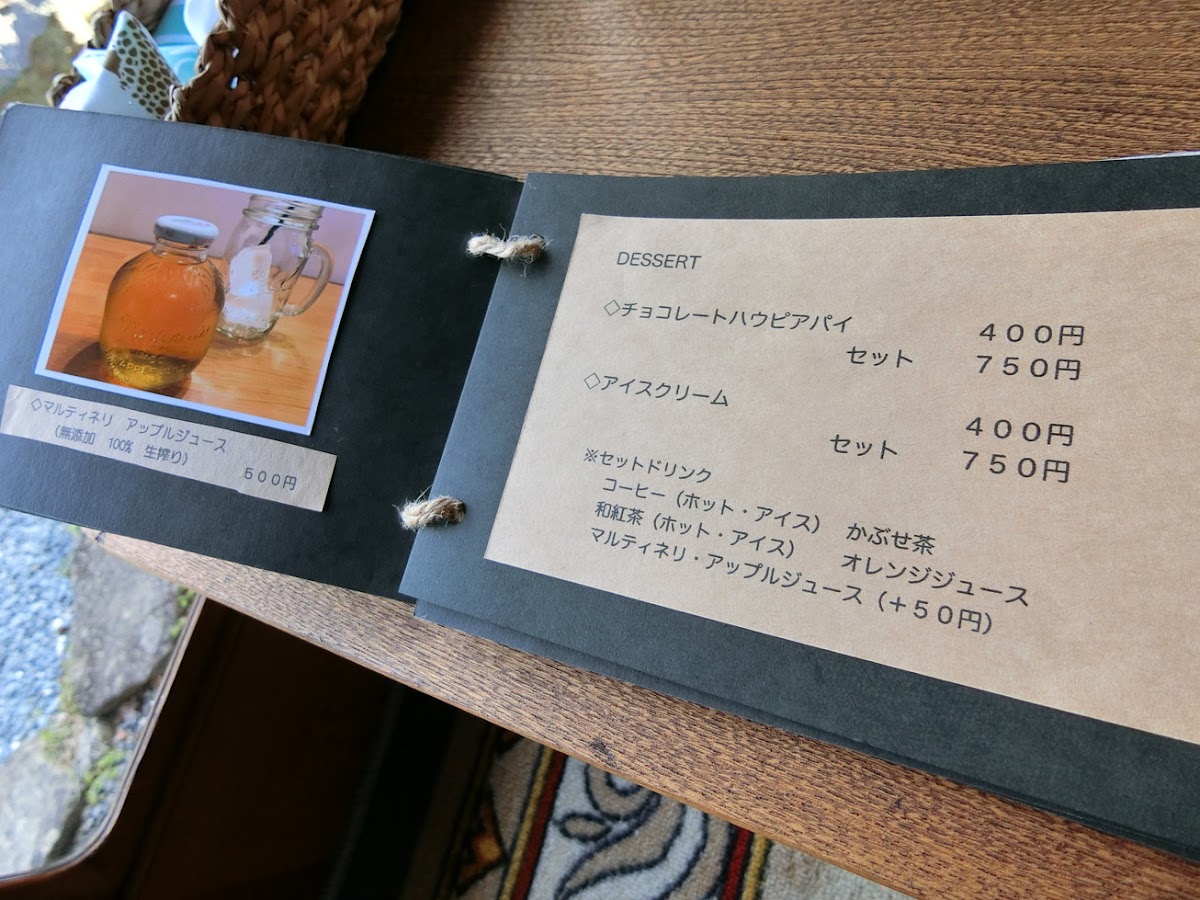 ◇マルティネリ アップルジュース
（無添加 100% 生搾り）
５００円
DESSERT
◇チョコレートハウピアパイ ４００円
セット ７５０円
◇アイスクリーム ４００円
セット ７５０円
※セットドリンク
コーヒー（ホット・アイス） かぶせ茶
和紅茶（ホット・アイス） オレンジジュース
マルティネリ・アップルジュース（＋５０円）